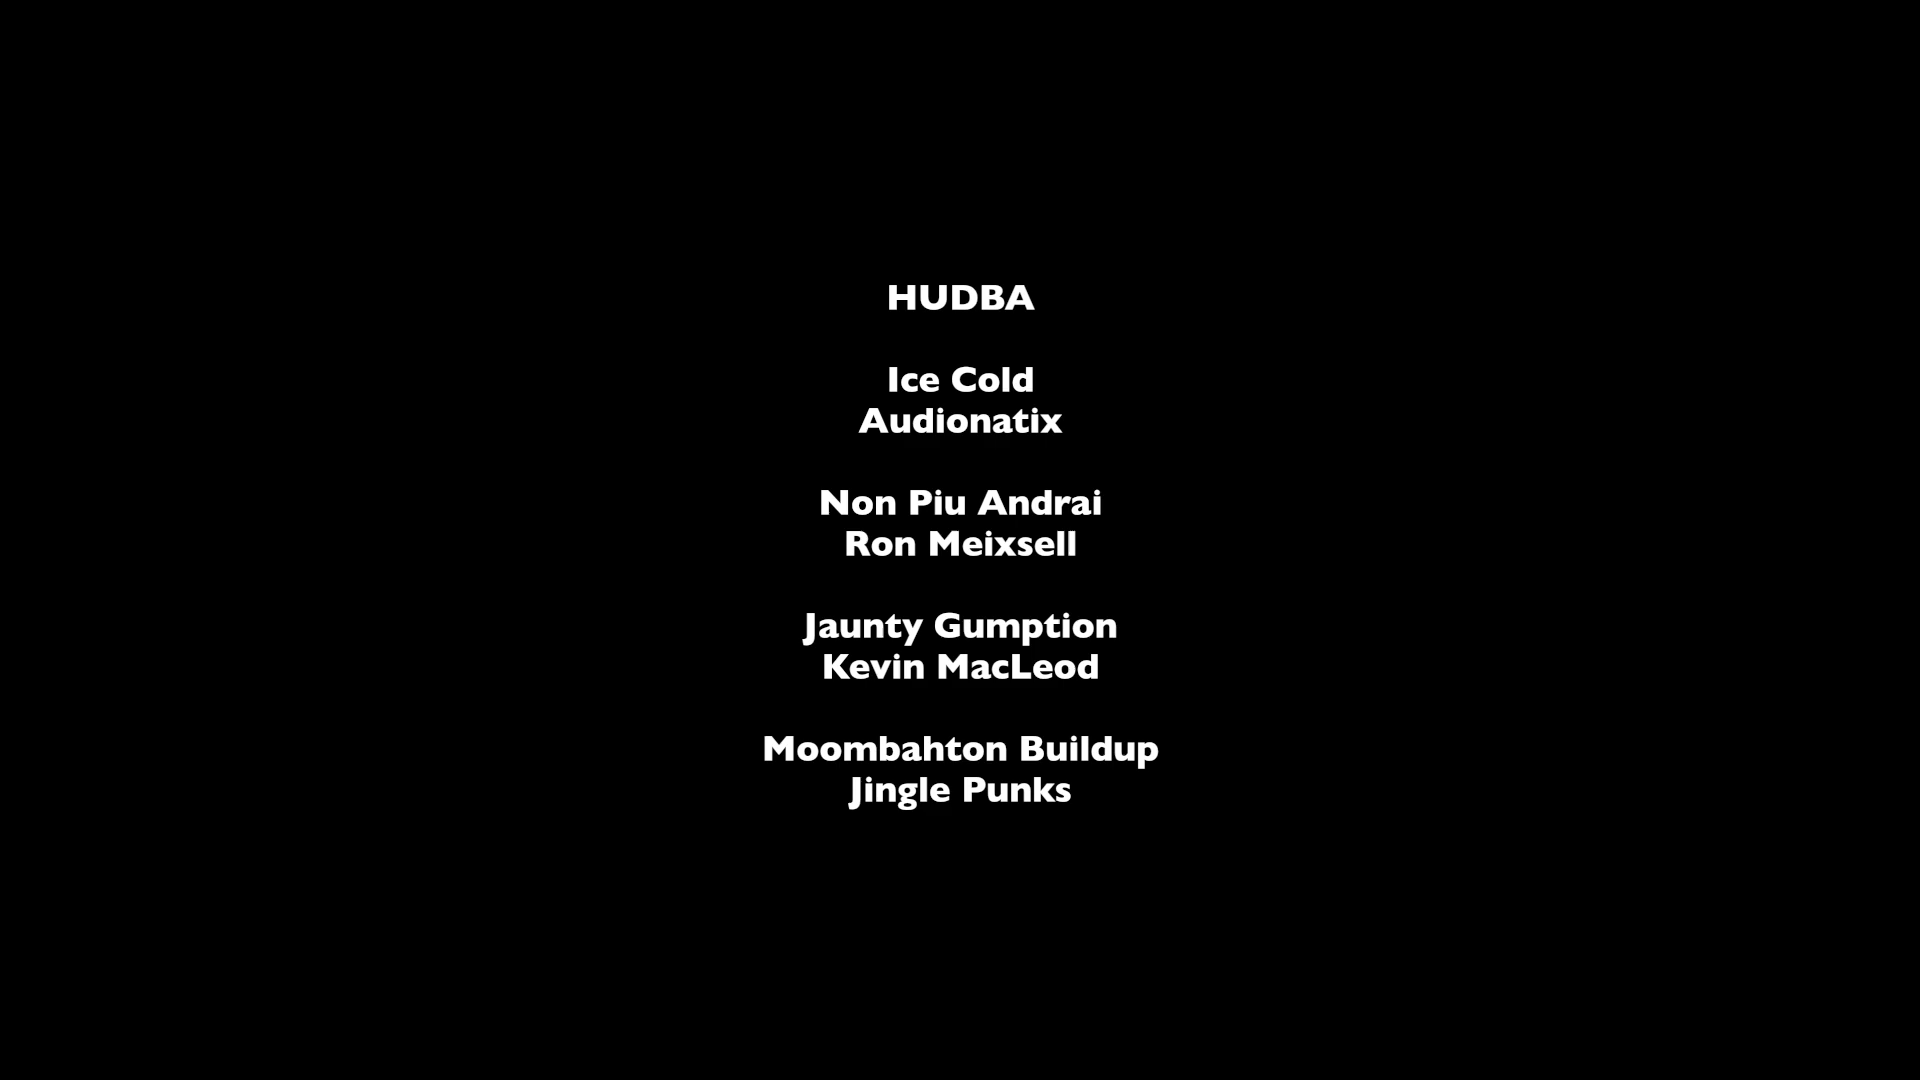 HUDBA
Ice Cold
Audionatix
Non Piu Andrai
Ron Meixsell
Jaunty Gumption
Kevin MacLeod
Moombahton Buildup
Jingle Punks